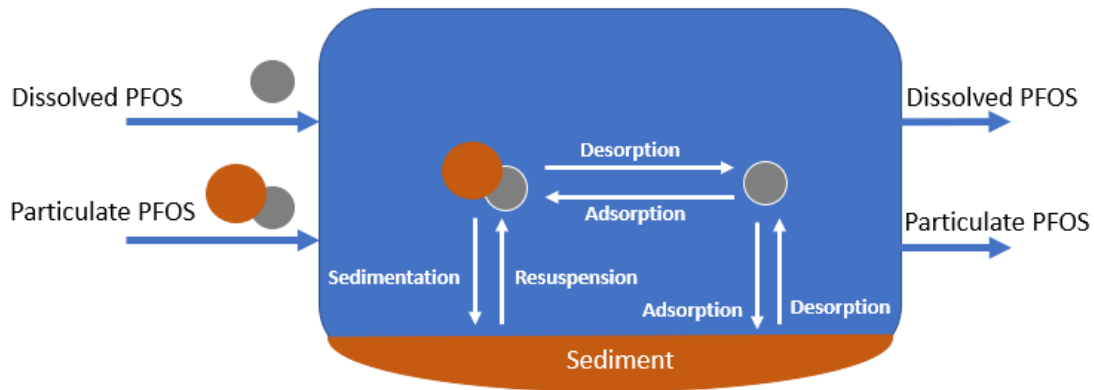 Dissolved PFOS
Dissolved PFOS
Desorption
Adsorption
Particulate PFOS
Particulate PFOS
Sedimentation
Resuspension
Adsorption
Desorption
Sediment